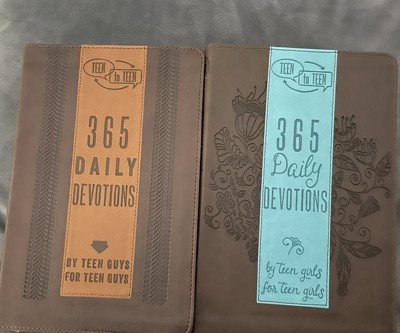 TEEN
to TEEN
365
DAILY
DEVOTIONS
BY TEEN GUYS
FOR TEEN GUYS
TEEN
to TEEN
365
Daily
DEVOTIONS
by teen girls
for teen girls